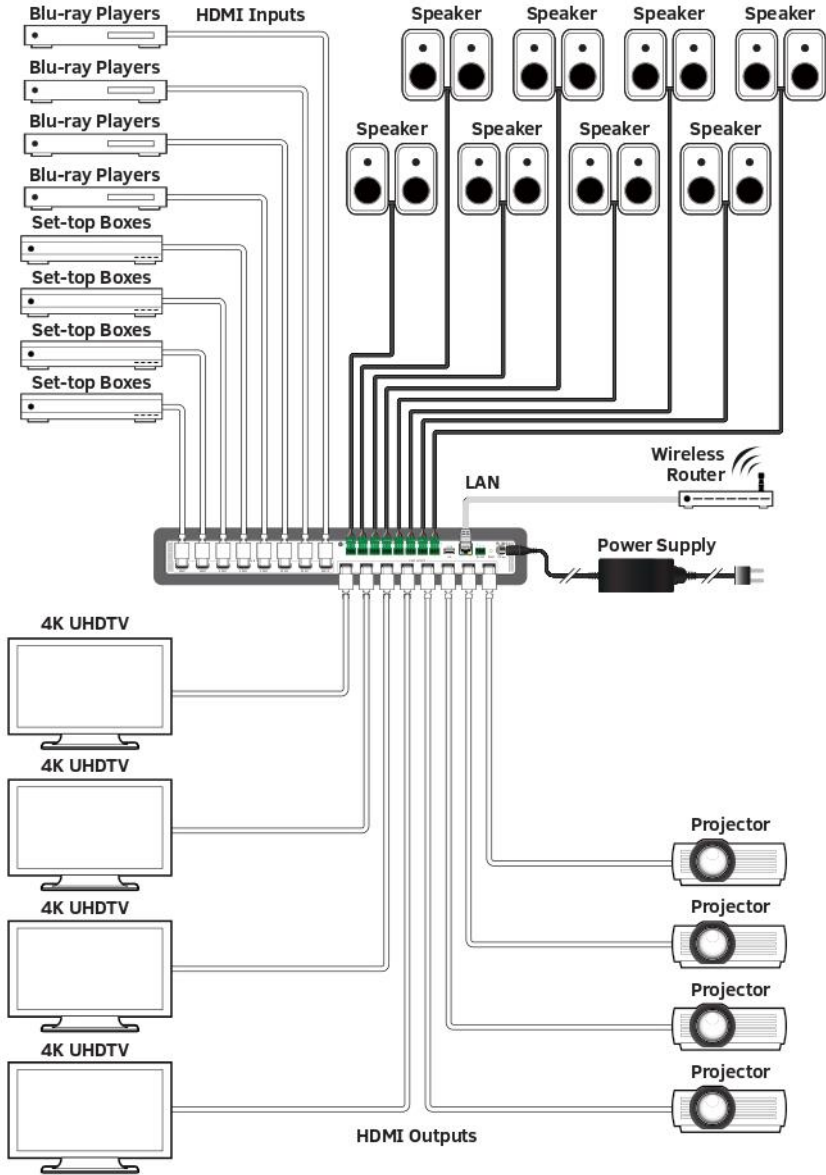 Blu-ray Players
HDMI Inputs
Speaker
Speaker
Speaker
Speaker
Blu-ray Players
Blu-ray Players
Speaker
Speaker
Speaker
Speaker
Blu-ray Players
Set-top Boxes
Set-top Boxes
Set-top Boxes
Set-top Boxes
Wireless
Router
LAN
Power Supply
4K UHDTV
4K UHDTV
Projector
4K UHDTV
Projector
Projector
4K UHDTV
Projector
HDMI Outputs